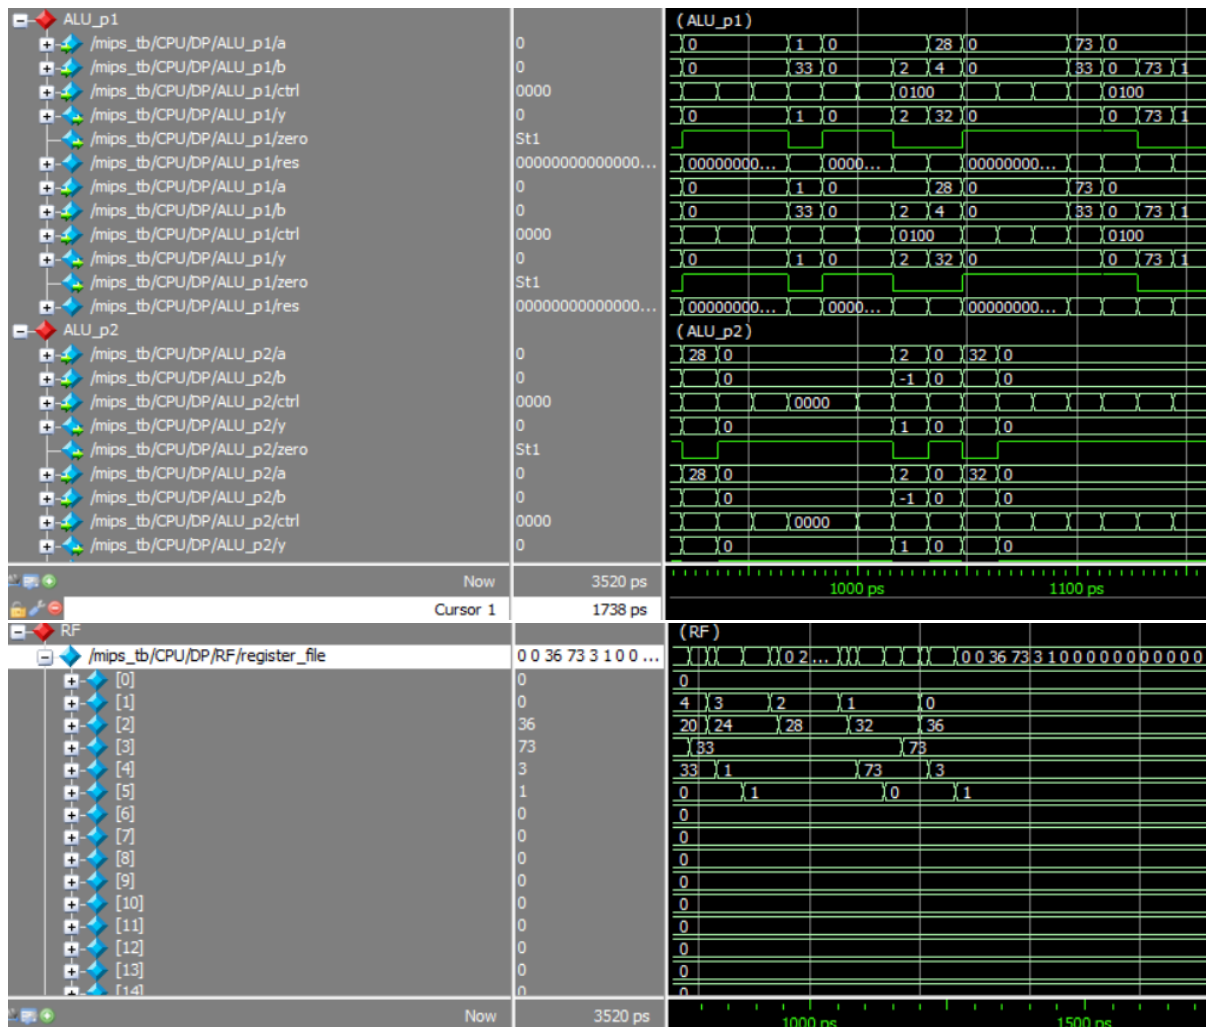 ALU_p1 (ALU_p1)
/mips_tb/CPU/DP/ALU_p1/a 0 0 1 0 28 0 73 0
/mips_tb/CPU/DP/ALU_p1/b 0 0 33 0 2 4 0 33 0 73 1
/mips_tb/CPU/DP/ALU_p1/ctrl 0000 0100 0100
/mips_tb/CPU/DP/ALU_p1/y 0 0 1 0 2 32 0 0 73 1
/mips_tb/CPU/DP/ALU_p1/zero St1
/mips_tb/CPU/DP/ALU_p1/res 00000000000000... 00000000... 0000... 00000000...
/mips_tb/CPU/DP/ALU_p1/a 0 0 1 0 28 0 73 0
/mips_tb/CPU/DP/ALU_p1/b 0 0 33 0 2 4 0 33 0 73 1
/mips_tb/CPU/DP/ALU_p1/ctrl 0000 0100 0100
/mips_tb/CPU/DP/ALU_p1/y 0 0 1 0 2 32 0 0 73 1
/mips_tb/CPU/DP/ALU_p1/zero St1
/mips_tb/CPU/DP/ALU_p1/res 00000000000000... 00000000... 0000... 00000000...
ALU_p2 (ALU_p2)
/mips_tb/CPU/DP/ALU_p2/a 0 28 0 2 0 32 0
/mips_tb/CPU/DP/ALU_p2/b 0 0 -1 0 0
/mips_tb/CPU/DP/ALU_p2/ctrl 0000 0000
/mips_tb/CPU/DP/ALU_p2/y 0 0 1 0 0
/mips_tb/CPU/DP/ALU_p2/zero St1
/mips_tb/CPU/DP/ALU_p2/a 0 28 0 2 0 32 0
/mips_tb/CPU/DP/ALU_p2/b 0 0 -1 0 0
/mips_tb/CPU/DP/ALU_p2/ctrl 0000 0000
/mips_tb/CPU/DP/ALU_p2/y 0 0 1 0 0
Now 3520 ps 1000 ps 1100 ps
Cursor 1 1738 ps
RF (RF)
/mips_tb/CPU/DP/RF/register_file 0 0 36 73 3 1 0 0 ... 0 2... 0 0 36 73 3 1 0 0 0 0 0 0 0 0 0 0 0 0
[0] 0 0
[1] 0 4 3 2 1 0
[2] 36 20 24 28 32 36
[3] 73 33 73
[4] 3 33 1 73 3
[5] 1 0 1 0 1
[6] 0 0
[7] 0 0
[8] 0 0
[9] 0 0
[10] 0 0
[11] 0 0
[12] 0 0
[13] 0 0
[14] 0 0
Now 3520 ps 1000 ps 1500 ps